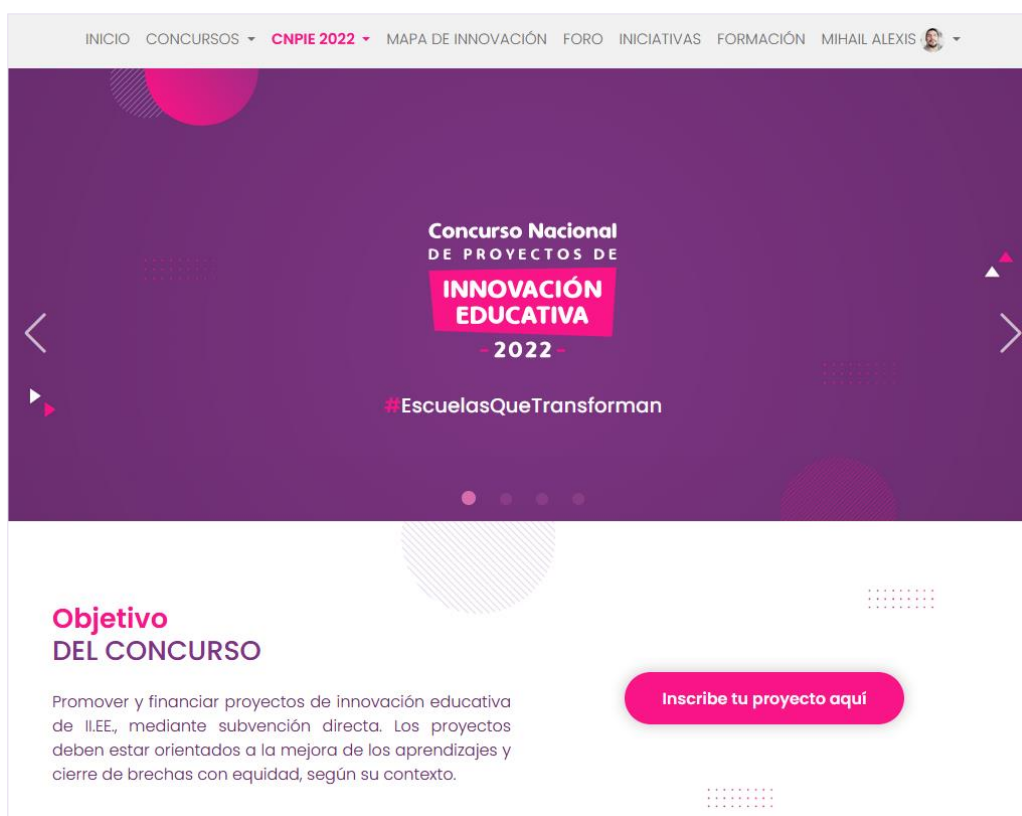 INICIO CONCURSOS CNPIE 2022 MAPA DE INNOVACIÓN FORO INICIATIVAS FORMACIÓN MIHAIL ALEXIS
Concurso Nacional
DE PROYECTOS DE
INNOVACIÓN
EDUCATIVA
- 2022 -
#EscuelasQueTransforman
Objetivo
DEL CONCURSO
Promover y financiar proyectos de innovación educativa
de II.EE., mediante subvención directa. Los proyectos
deben estar orientados a la mejora de los aprendizajes y
cierre de brechas con equidad, según su contexto.
Inscribe tu proyecto aquí